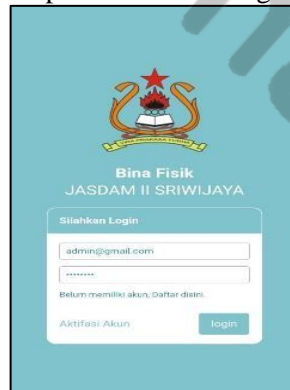 Bina Fisik
JASDAM II SRIWIJAYA
Silahkan Login
admin@gmail.com
........
Belum memiliki akun, Daftar disini.
Aktifasi Akun
login